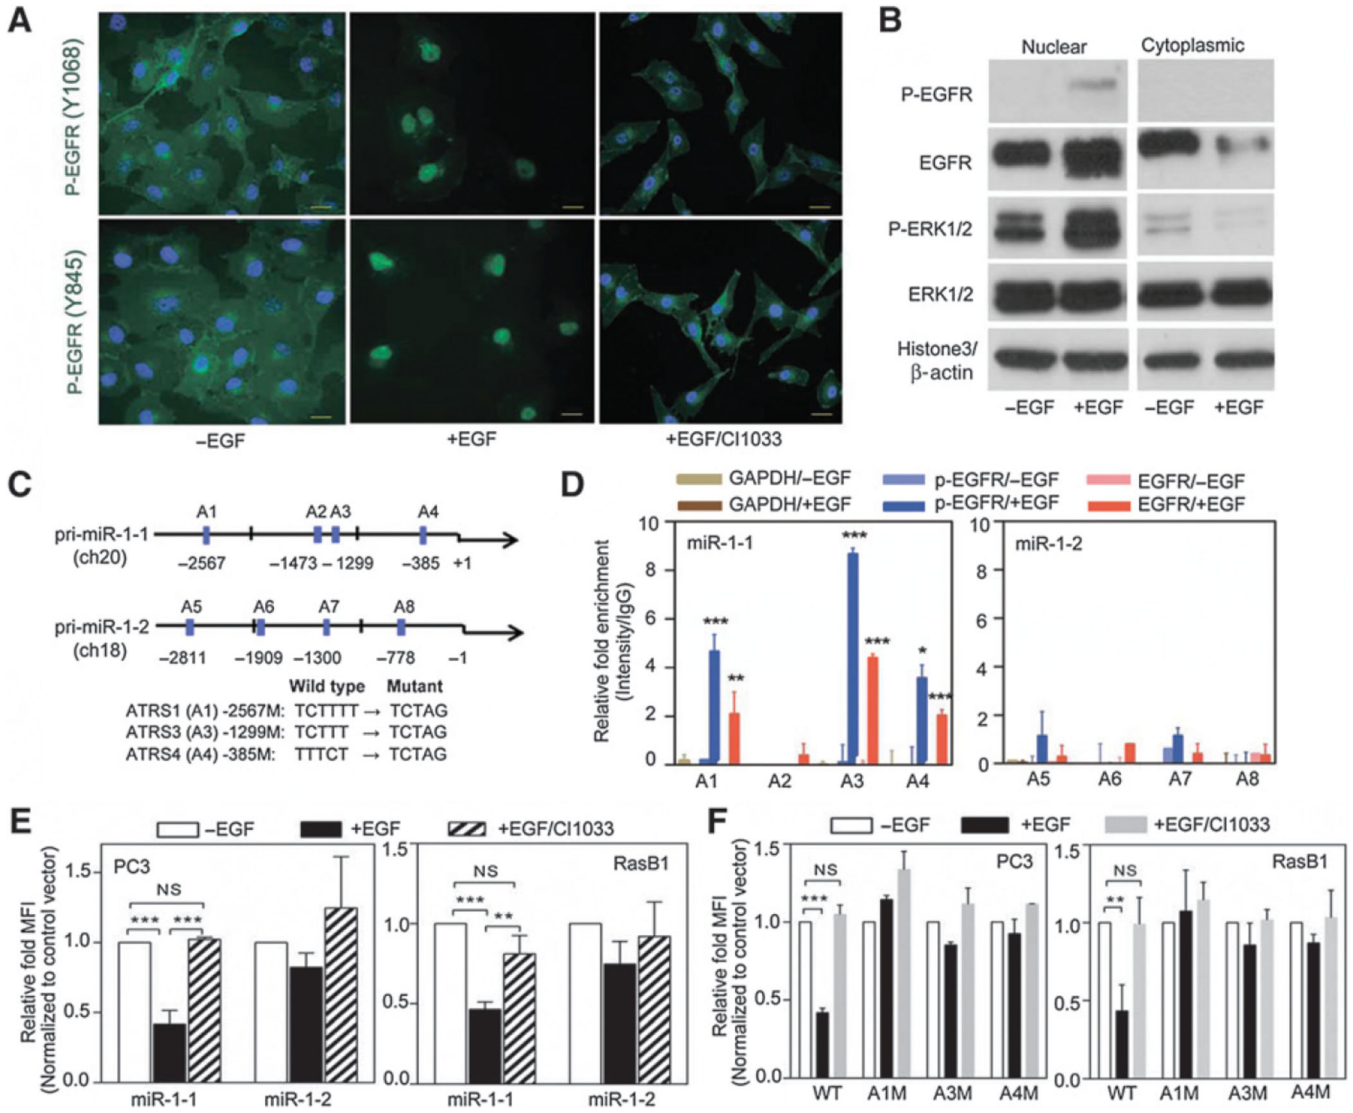 A
P-EGFR (Y1068)
P-EGFR (Y845)
–EGF
+EGF
+EGF/CI1033
B
Nuclear
Cytoplasmic
P-EGFR
EGFR
P-ERK1/2
ERK1/2
Histone3/
β-actin
–EGF +EGF –EGF +EGF
C
A1 A2 A3 A4
pri-miR-1-1
(ch20)
–2567 –1473 –1299 –385 +1
A5 A6 A7 A8
pri-miR-1-2
(ch18)
–2811 –1909 –1300 –778 –1
Wild type Mutant
ATRS1 (A1) -2567M: TCTTTT → TCTAG
ATRS3 (A3) -1299M: TCTTT → TCTAG
ATRS4 (A4) -385M: TTTCT → TCTAG
D
GAPDH/–EGF p-EGFR/–EGF EGFR/–EGF
GAPDH/+EGF p-EGFR/+EGF EGFR/+EGF
Relative fold enrichment
(Intensity/IgG)
10
8
6
4
2
0
miR-1-1
*** ** *** *** * ***
A1 A2 A3 A4
10
8
6
4
2
0
miR-1-2
A5 A6 A7 A8
E
–EGF +EGF +EGF/CI1033
Relative fold MFI
(Normalized to control vector)
1.5
1.0
0.5
0.0
PC3
NS
*** ***
miR-1-1 miR-1-2
1.5
1.0
0.5
0.0
RasB1
NS
*** **
miR-1-1 miR-1-2
F
–EGF +EGF +EGF/CI1033
Relative fold MFI
(Normalized to control vector)
1.5
1.0
0.5
0.0
PC3
NS
***
WT A1M A3M A4M
1.5
1.0
0.5
0.0
RasB1
NS
**
WT A1M A3M A4M